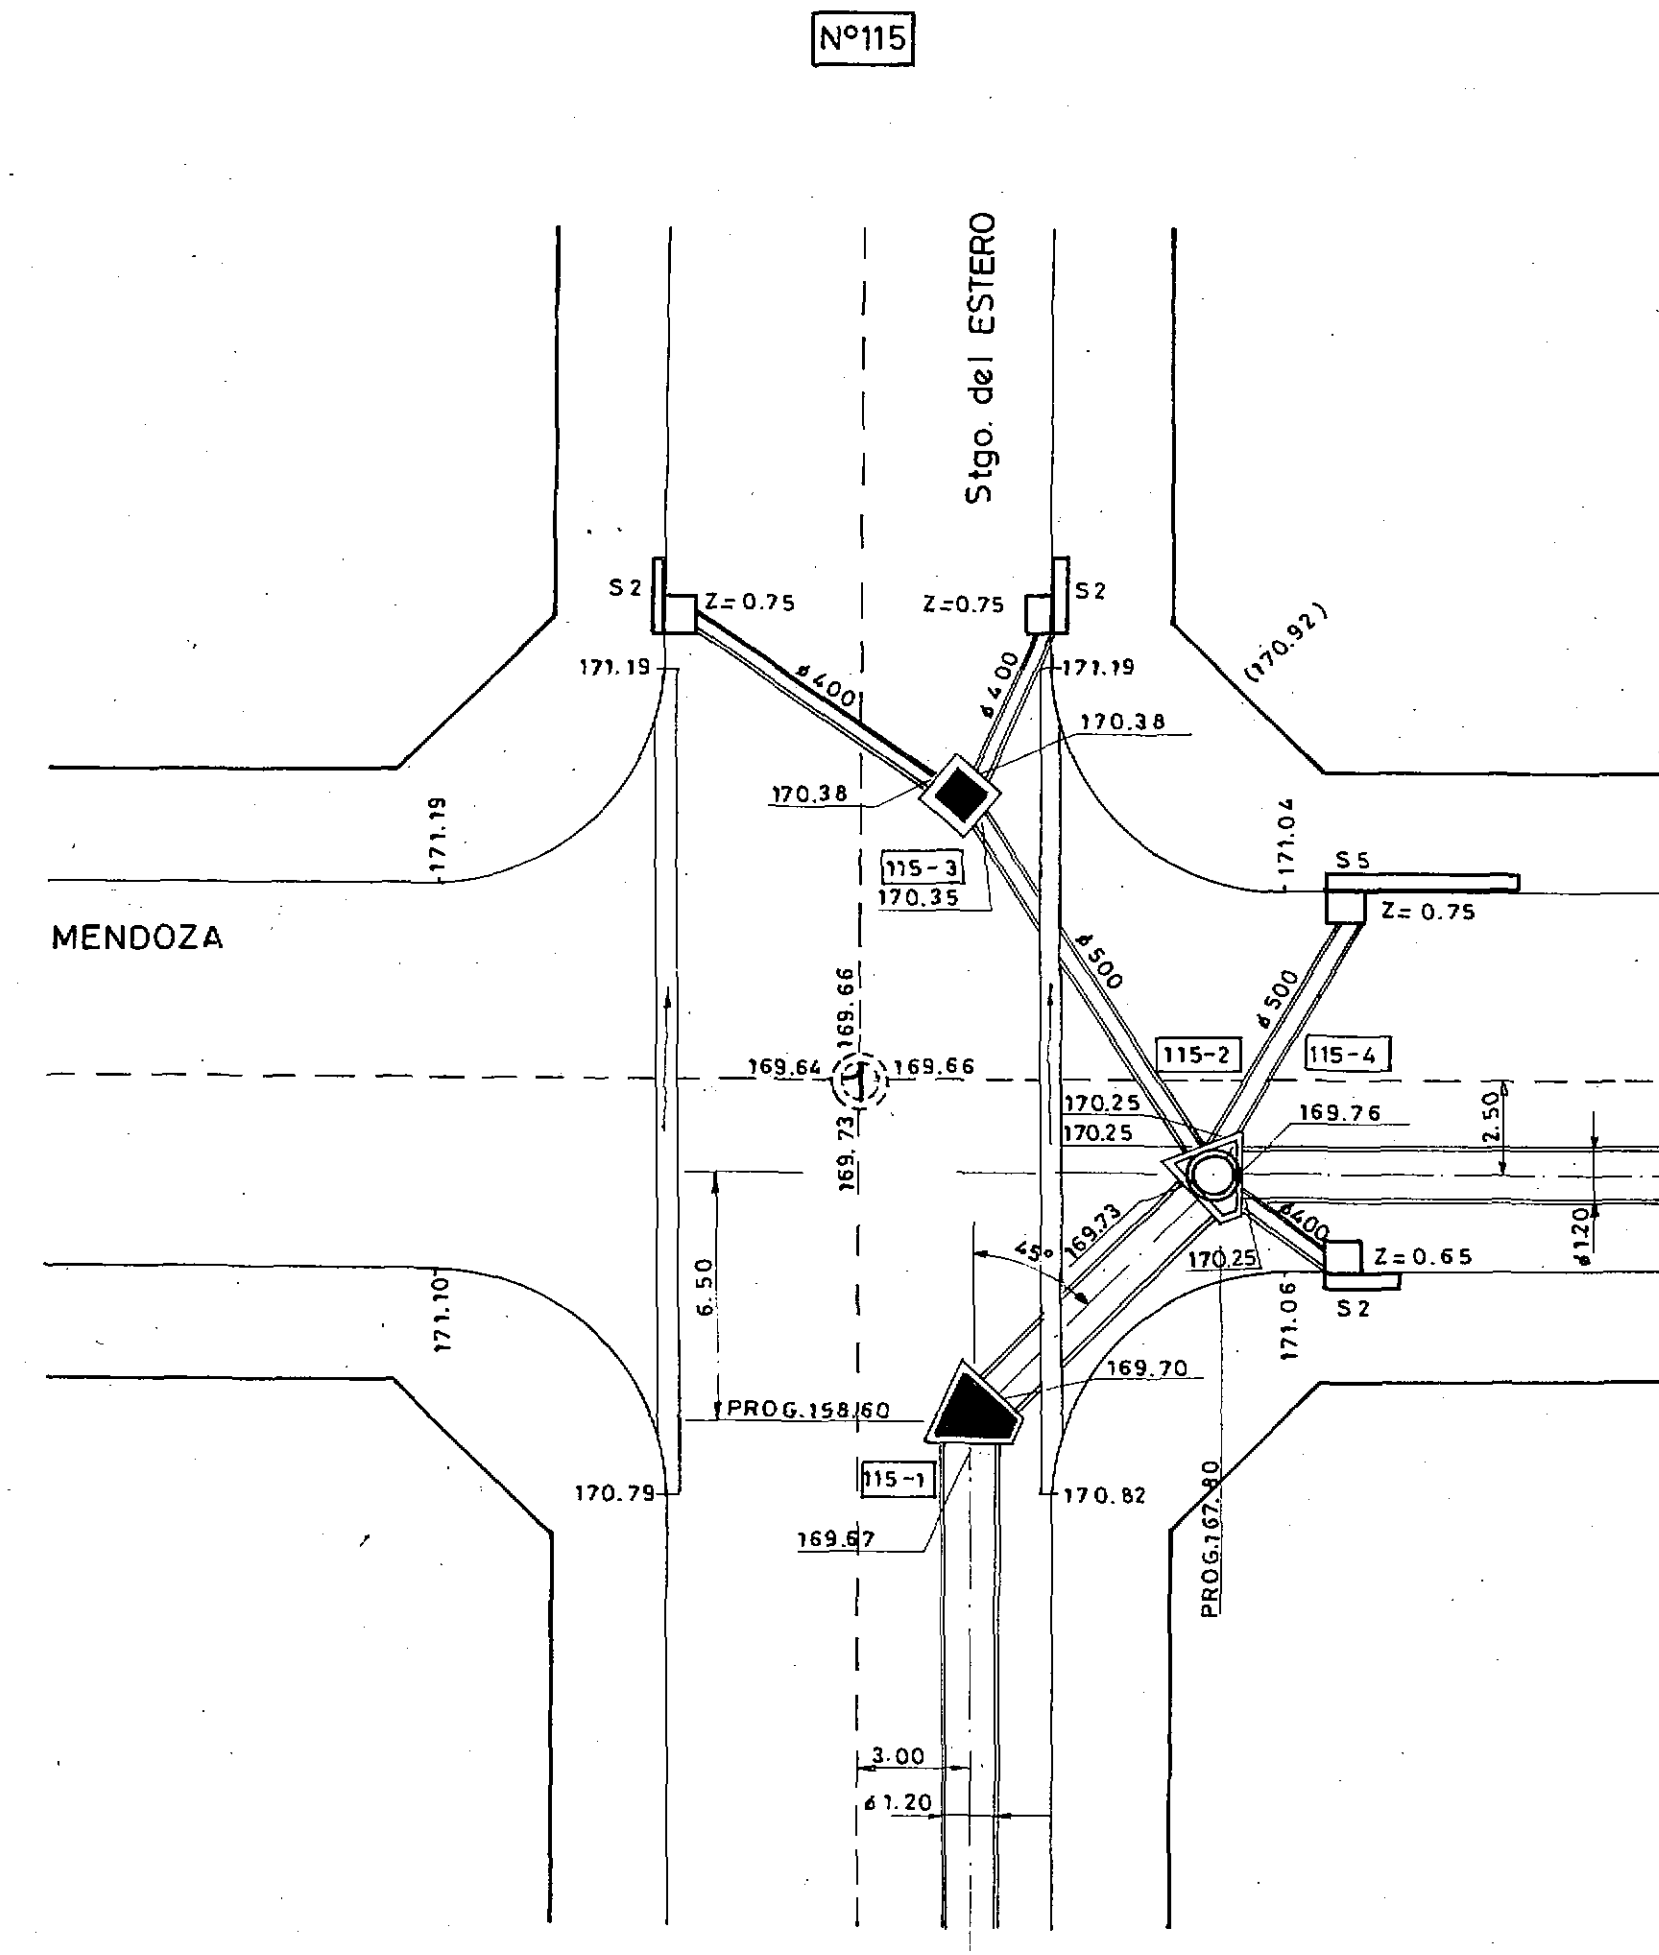 N°115
Stgo. del ESTERO
S2
Z=0.75
Z=0.75
S2
(170.92)
171.19
ø400
ø400
171.19
170.38
170.38
171.19
171.04
115-3
170.35
S5
Z=0.75
MENDOZA
ø500
ø500
169.66
115-2
115-4
169.64
169.66
170.25
169.76
2.50
169.73
170.25
169.73
ø400
ø1.20
45°
170.25
Z=0.65
6.50
171.10
171.06
S2
169.70
PROG.158.60
115-1
170.79
170.82
169.67
PROG.167.80
3.00
ø1.20